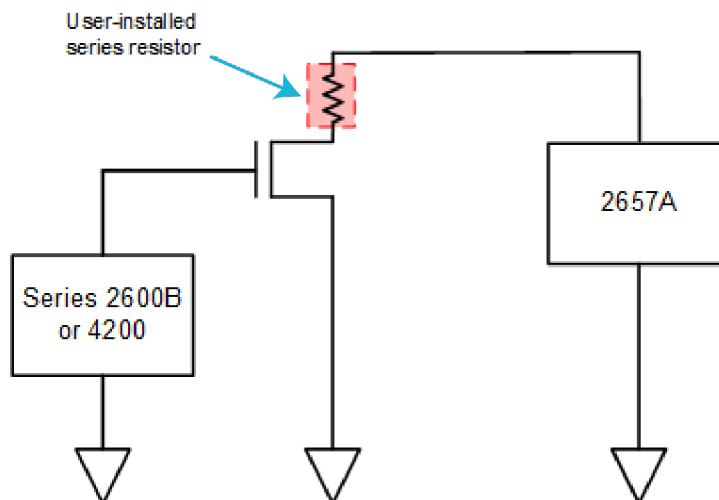 User-installed
series resistor
2657A
Series 2600B
or 4200